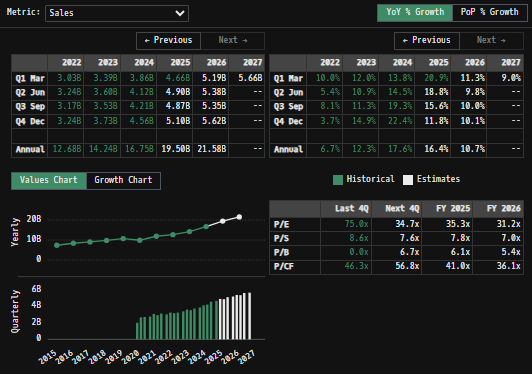 Metric: Sales YoY % Growth PoP % Growth
← Previous Next → ← Previous Next →
2022 2023 2024 2025 2026 2027 2022 2023 2024 2025 2026 2027
Q1 Mar 3.03B 3.39B 3.86B 4.66B 5.19B 5.66B Q1 Mar 10.0% 12.0% 13.8% 20.9% 11.3% 9.0%
Q2 Jun 3.24B 3.60B 4.12B 4.90B 5.38B -- Q2 Jun 5.4% 10.9% 14.5% 18.8% 9.8% --
Q3 Sep 3.17B 3.53B 4.21B 4.87B 5.35B -- Q3 Sep 8.1% 11.3% 19.3% 15.6% 10.0% --
Q4 Dec 3.24B 3.73B 4.56B 5.10B 5.62B -- Q4 Dec 3.7% 14.9% 22.4% 11.8% 10.1% --
Annual 12.68B 14.24B 16.75B 19.50B 21.58B -- Annual 6.7% 12.3% 17.6% 16.4% 10.7% --
Values Chart Growth Chart Historical Estimates
Last 4Q Next 4Q FY 2025 FY 2026
P/E 75.0x 34.7x 35.3x 31.2x
P/S 8.6x 7.6x 7.8x 7.0x
P/B 0.0x 6.7x 6.1x 5.4x
P/CF 46.3x 56.8x 41.0x 36.1x
Yearly
20B
10B
0
Quarterly
6B
4B
2B
0
2015 2016 2017 2018 2019 2020 2021 2022 2023 2024 2025 2026 2027